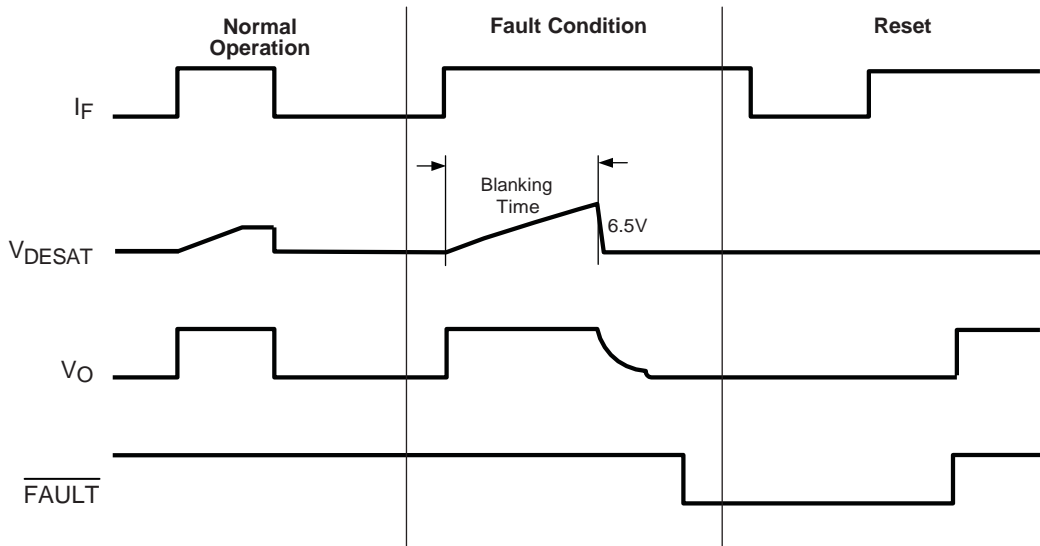 Normal
Operation
Fault Condition
Reset
IF
Blanking
Time
6.5V
VDESAT
VO
FAULT